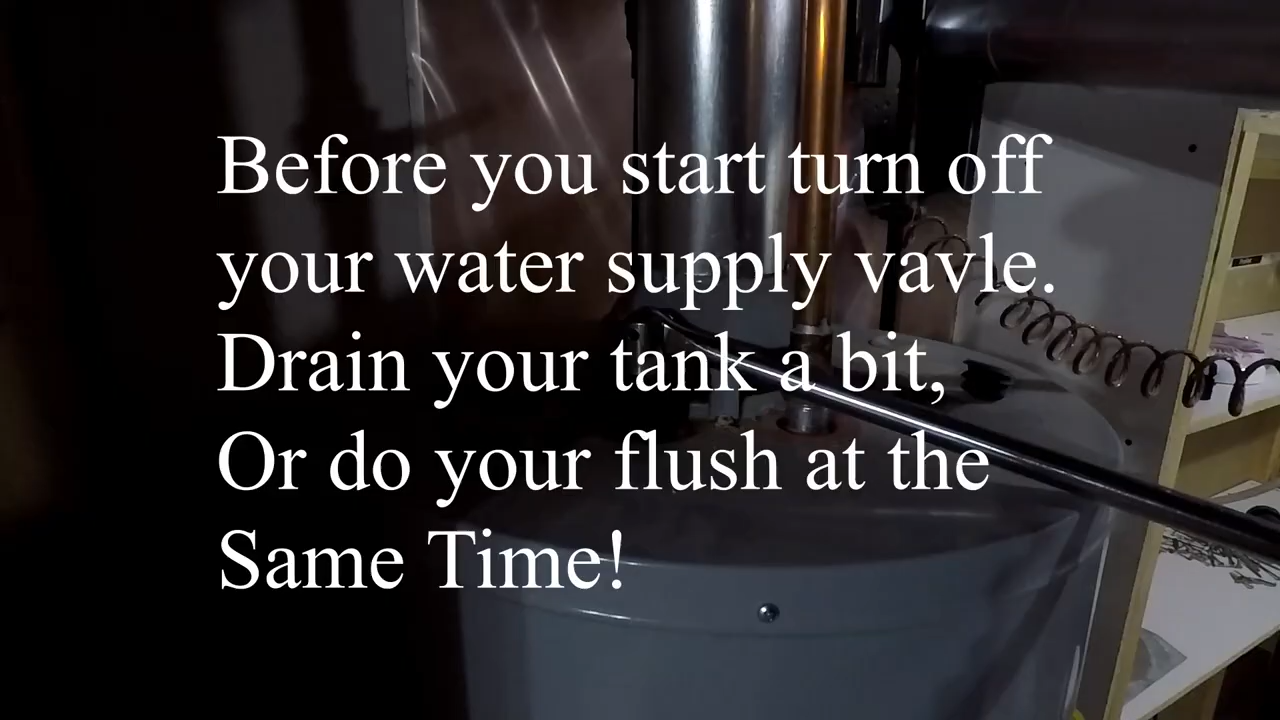 Before you start turn off
your water supply vavle.
Drain your tank a bit,
Or do your flush at the
Same Time!